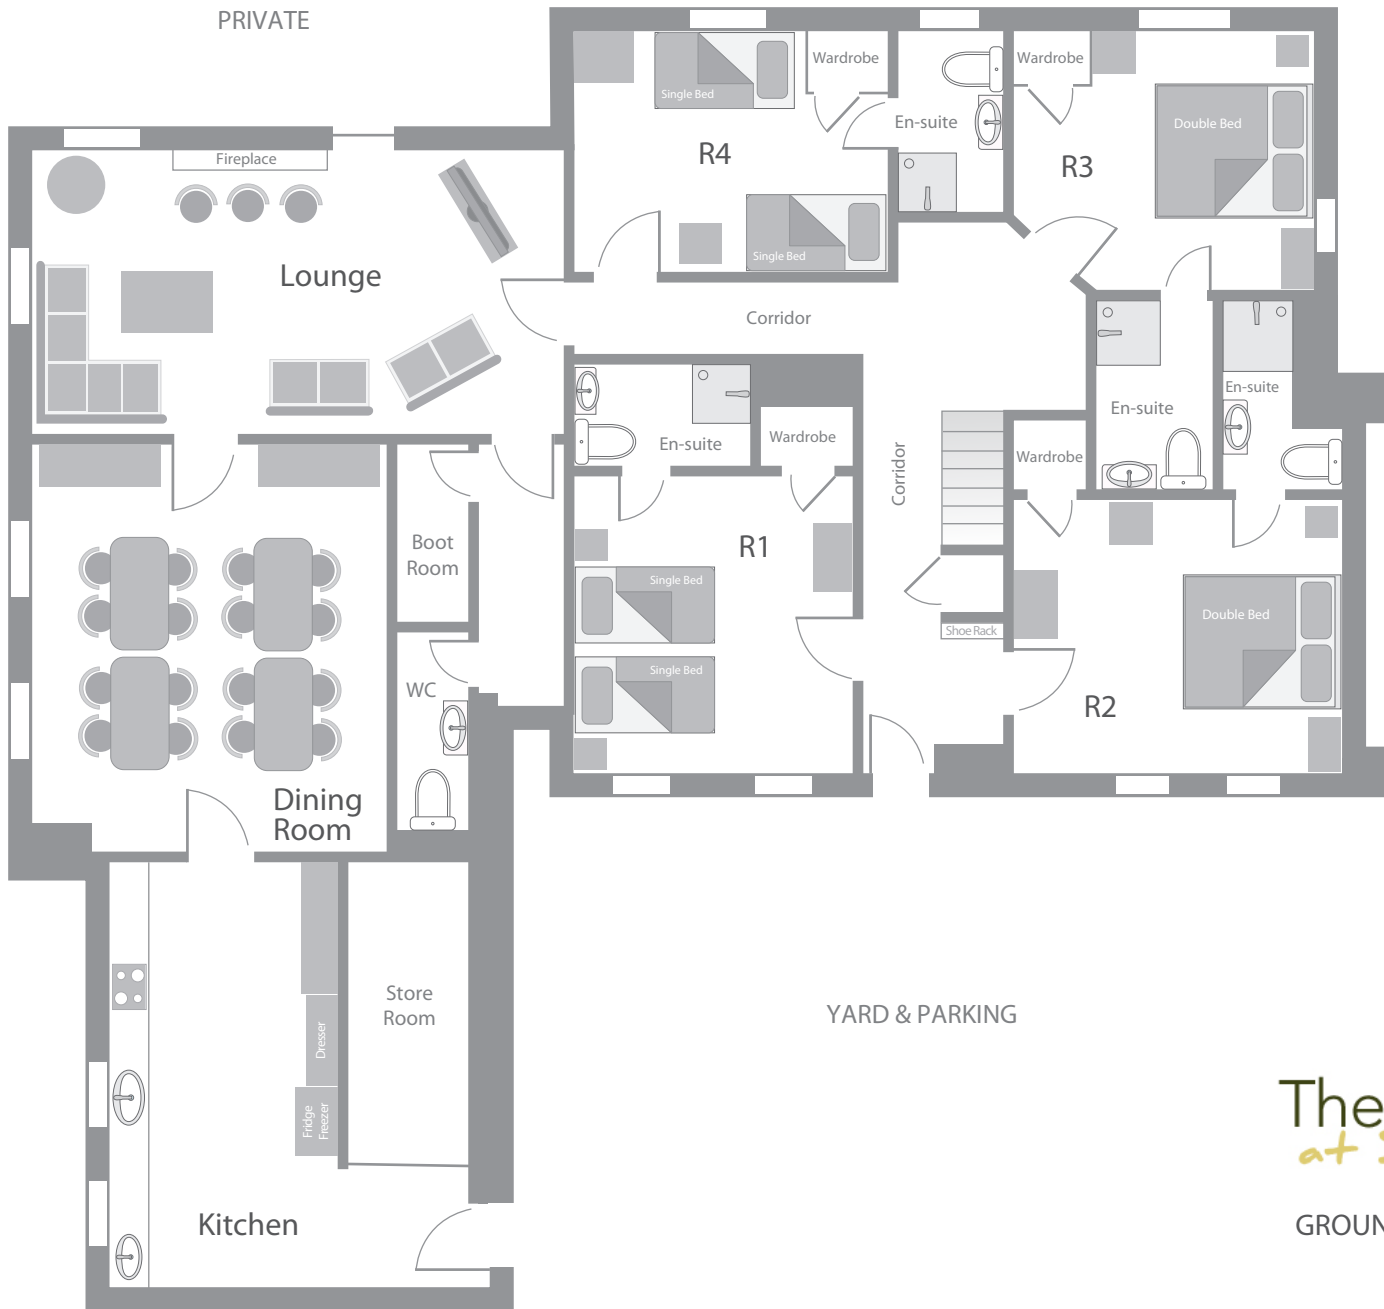 PRIVATE
Wardrobe
Wardrobe
Single Bed
En-suite
Double Bed
R4
R3
Fireplace
Single Bed
Lounge
Corridor
En-suite
En-suite
En-suite
Wardrobe
Corridor
Wardrobe
Boot
Room
R1
Single Bed
Double Bed
Shoe Rack
Single Bed
WC
R2
Dining
Room
Store
Room
YARD & PARKING
Dresser
Fridge
Freezer
The
at
Kitchen